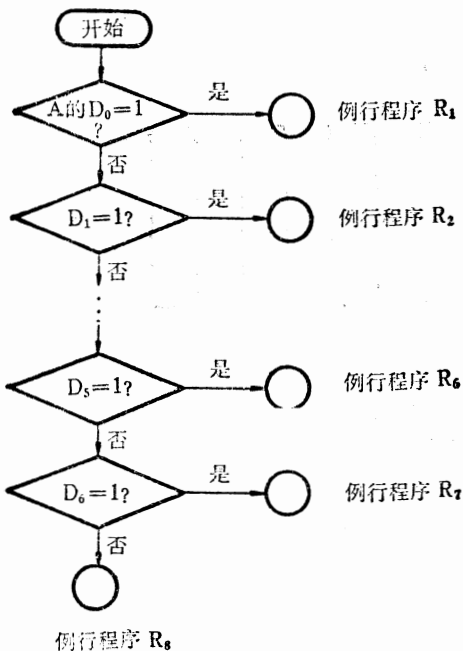 开始
A的D₀=1
?
是
例行程序 R₁
否
D₁=1?
是
例行程序 R₂
否
D₅=1?
是
例行程序 R₆
否
D₆=1?
是
例行程序 R₇
否
例行程序 R₈